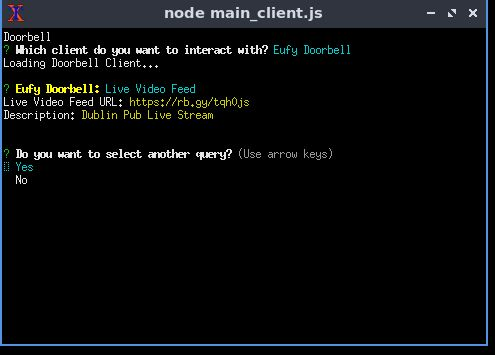 node main_client.js
Doorbell
? Which client do you want to interact with? Eufy Doorbell
Loading Doorbell Client...
? Eufy Doorbell: Live Video Feed
Live Video Feed URL: https://rb.gy/tqh0js
Description: Dublin Pub Live Stream
? Do you want to select another query? (Use arrow keys)
Yes
No